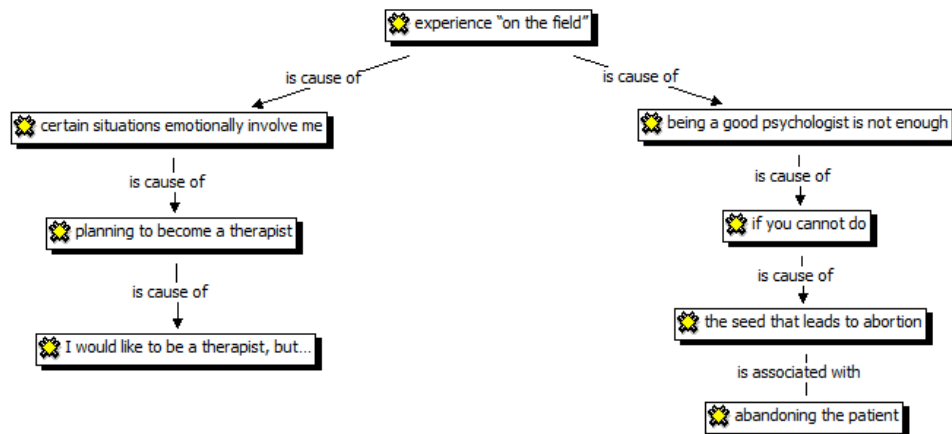 experience “on the field”
is cause of
is cause of
certain situations emotionally involve me
being a good psychologist is not enough
is cause of
is cause of
planning to become a therapist
if you cannot do
is cause of
is cause of
I would like to be a therapist, but...
the seed that leads to abortion
is associated with
abandoning the patient